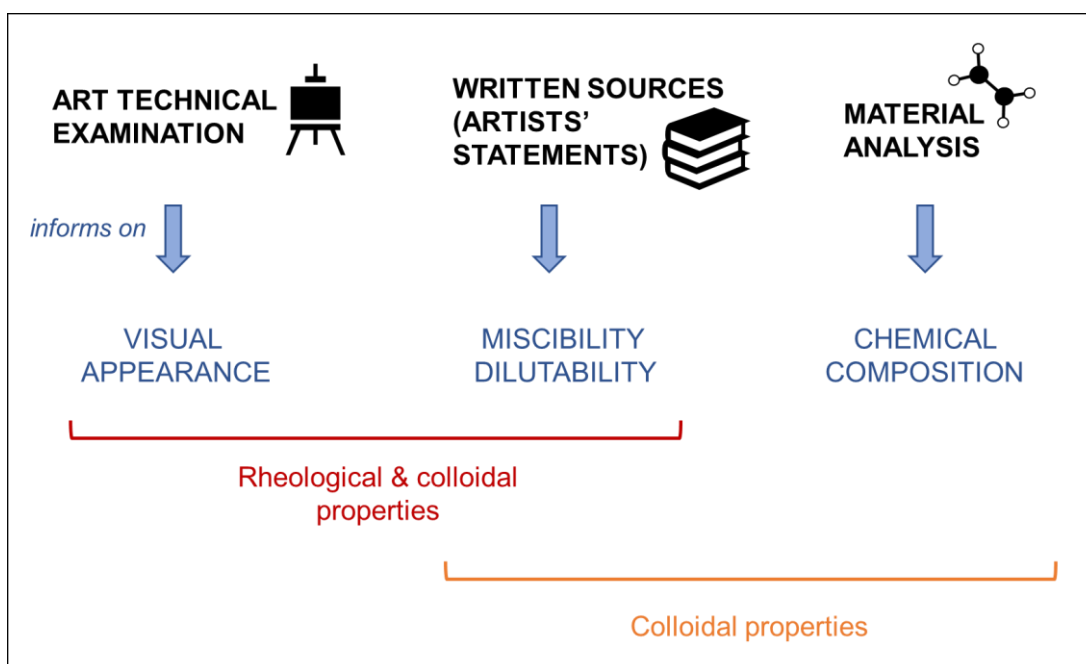 ART TECHNICAL
EXAMINATION
WRITTEN SOURCES
(ARTISTS'
STATEMENTS)
MATERIAL
ANALYSIS
informs on
VISUAL
APPEARANCE
MISCIBILITY
DILUTABILITY
CHEMICAL
COMPOSITION
Rheological & colloidal
properties
Colloidal properties